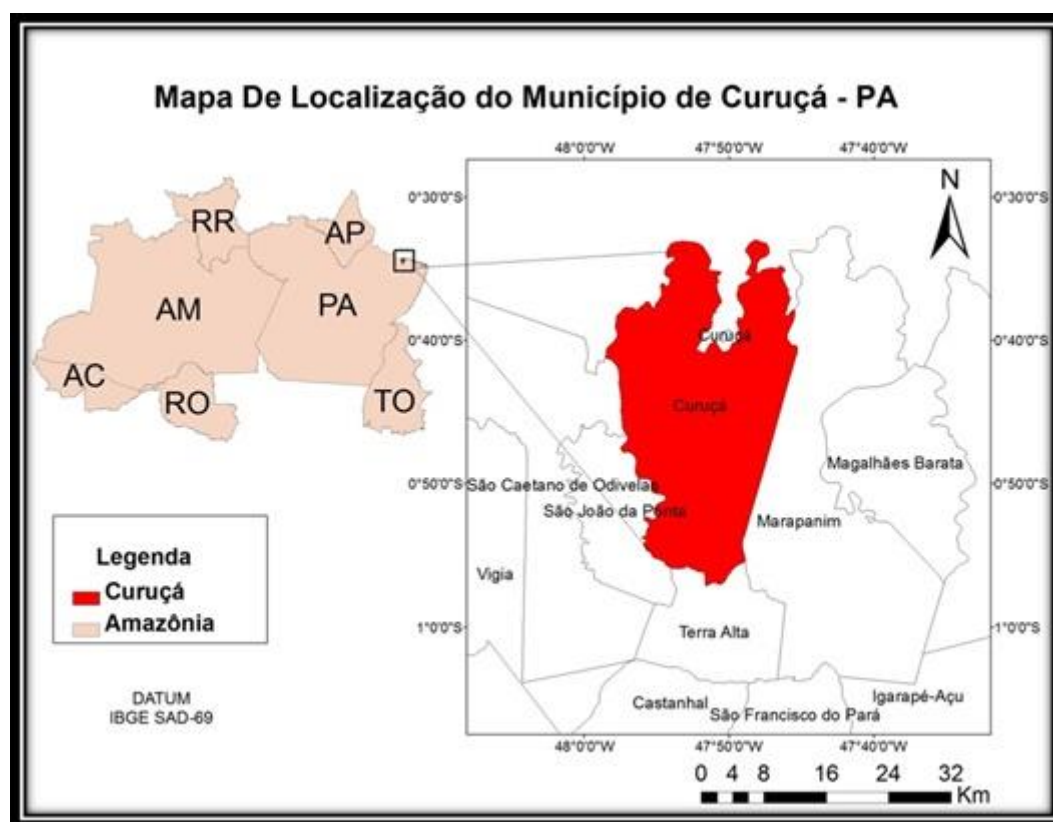 Mapa De Localização do Município de Curuçá - PA
48°0'0"W 47°50'0"W 47°40'0"W
0°30'0"S 0°30'0"S
N
RR
AP
AM
PA
AC
RO
TO
0°40'0"S 0°40'0"S
Curuçá
Curuçá
Magalhães Barata
0°50'0"S 0°50'0"S
São Caetano de Odivelas
São João da Ponta
Marapanim
Vigia
Legenda
Curuçá
Amazônia
1°0'0"S 1°0'0"S
Terra Alta
DATUM
IBGE SAD-69
Castanhal
São Francisco do Pará
Igarapé-Açu
48°0'0"W 47°50'0"W 47°40'0"W
0 4 8 16 24 32
Km